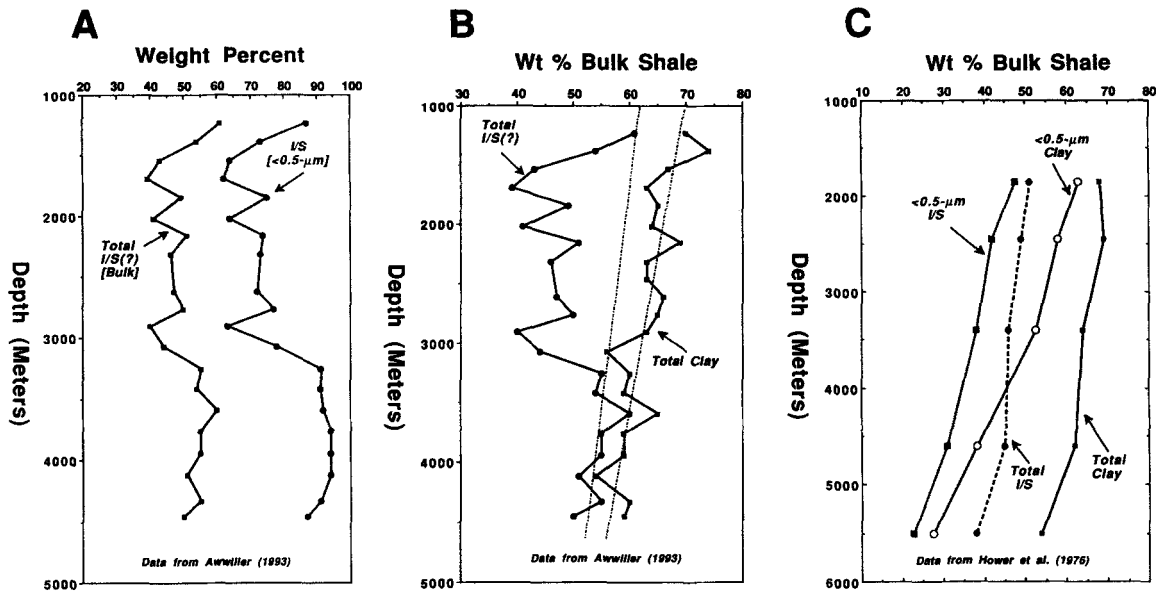 A
Weight Percent
20 30 40 50 60 70 80 90 100
1000
2000
3000
4000
5000
Depth (Meters)
I/S
[<0.5-μm]
Total
I/S(?)
[Bulk]
Data from Awwiller (1993)
B
Wt % Bulk Shale
30 40 50 60 70 80
1000
2000
3000
4000
5000
Depth (Meters)
Total
I/S(?)
Total Clay
Data from Awwiller (1993)
C
Wt % Bulk Shale
10 20 30 40 50 60 70 80
1000
2000
3000
4000
5000
6000
Depth (Meters)
<0.5-μm
Clay
<0.5-μm
I/S
Total
I/S
Total
Clay
Data from Hower et al. (1976)